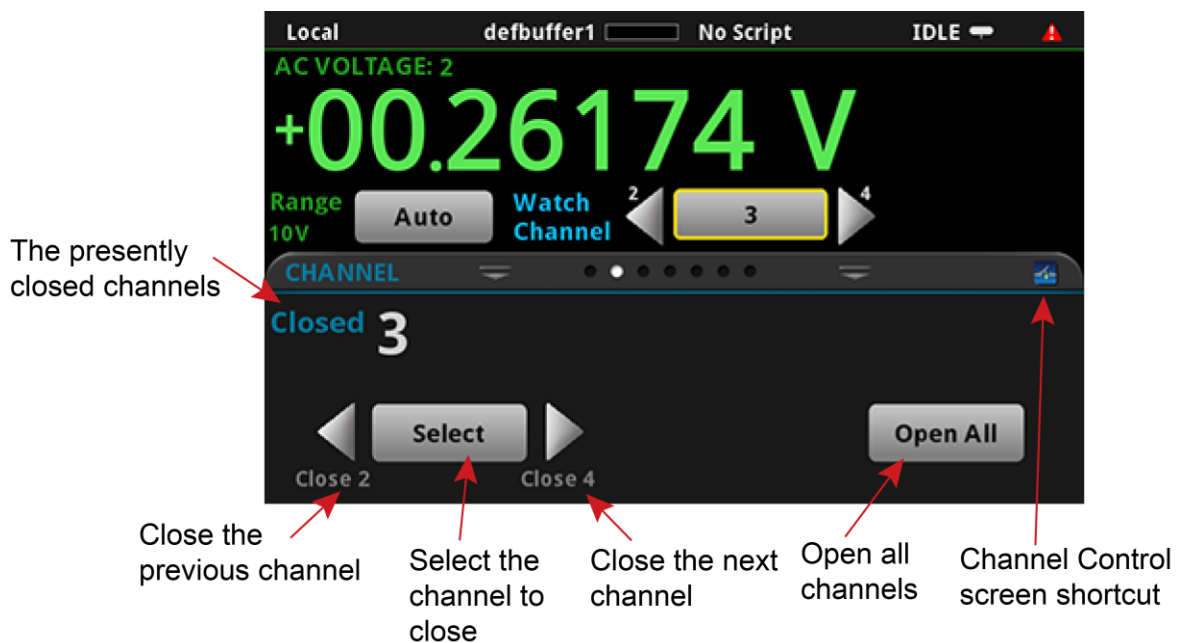 Local defbuffer1 No Script IDLE
AC VOLTAGE: 2
+00.26174 V
Range
10V
Auto
Watch
Channel
2
3
4
The presently
closed channels
CHANNEL
Closed 3
Select
Open All
Close 2
Close 4
Close the
previous channel
Select the
channel to
close
Close the next
channel
Open all
channels
Channel Control
screen shortcut